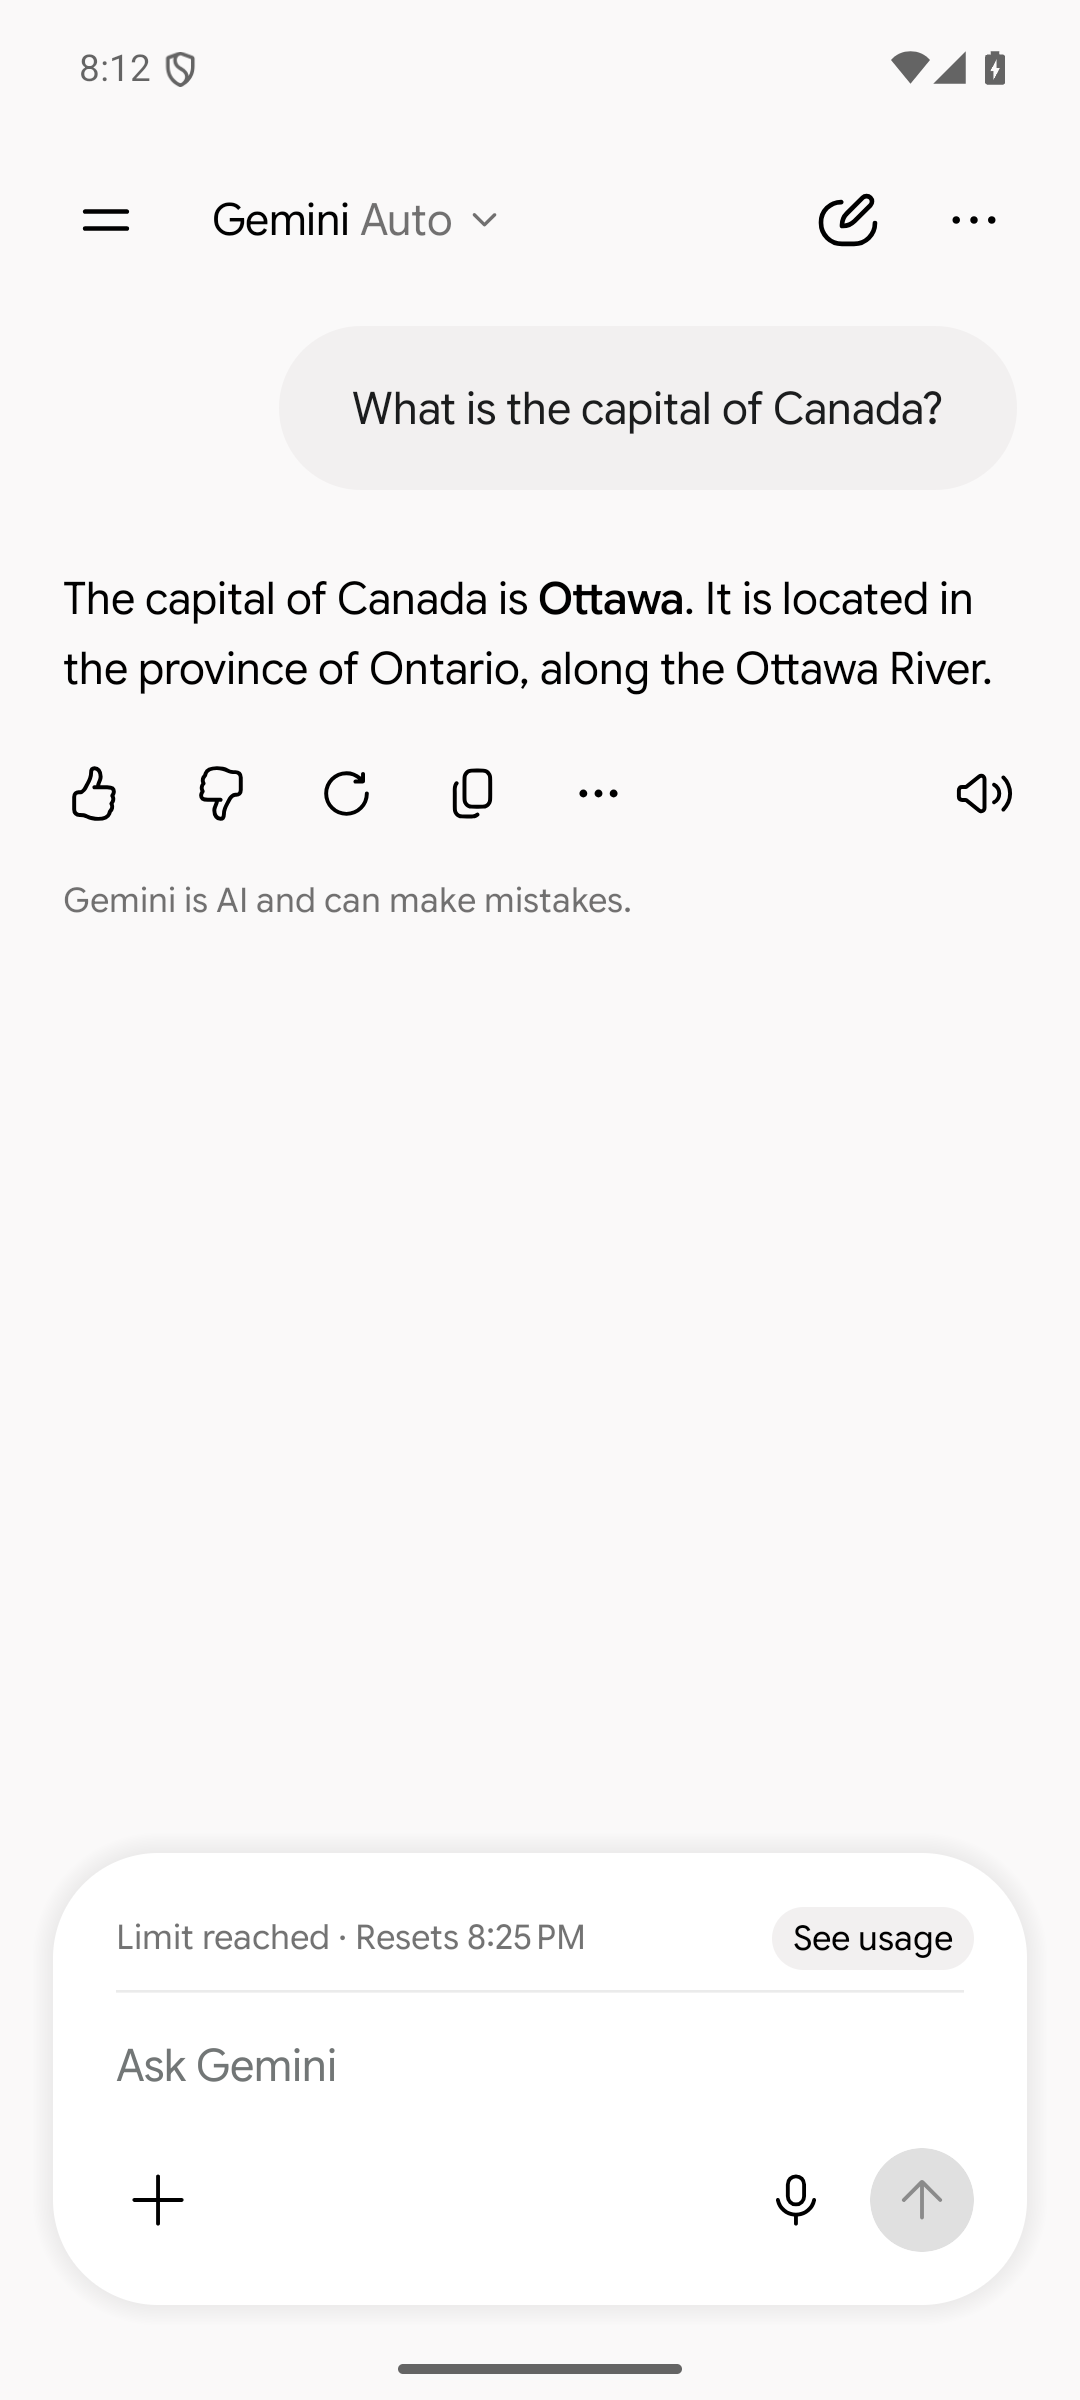 8:12
Gemini Auto
What is the capital of Canada?
The capital of Canada is Ottawa. It is located in
the province of Ontario, along the Ottawa River.
Gemini is AI and can make mistakes.
Limit reached · Resets 8:25 PM
See usage
Ask Gemini